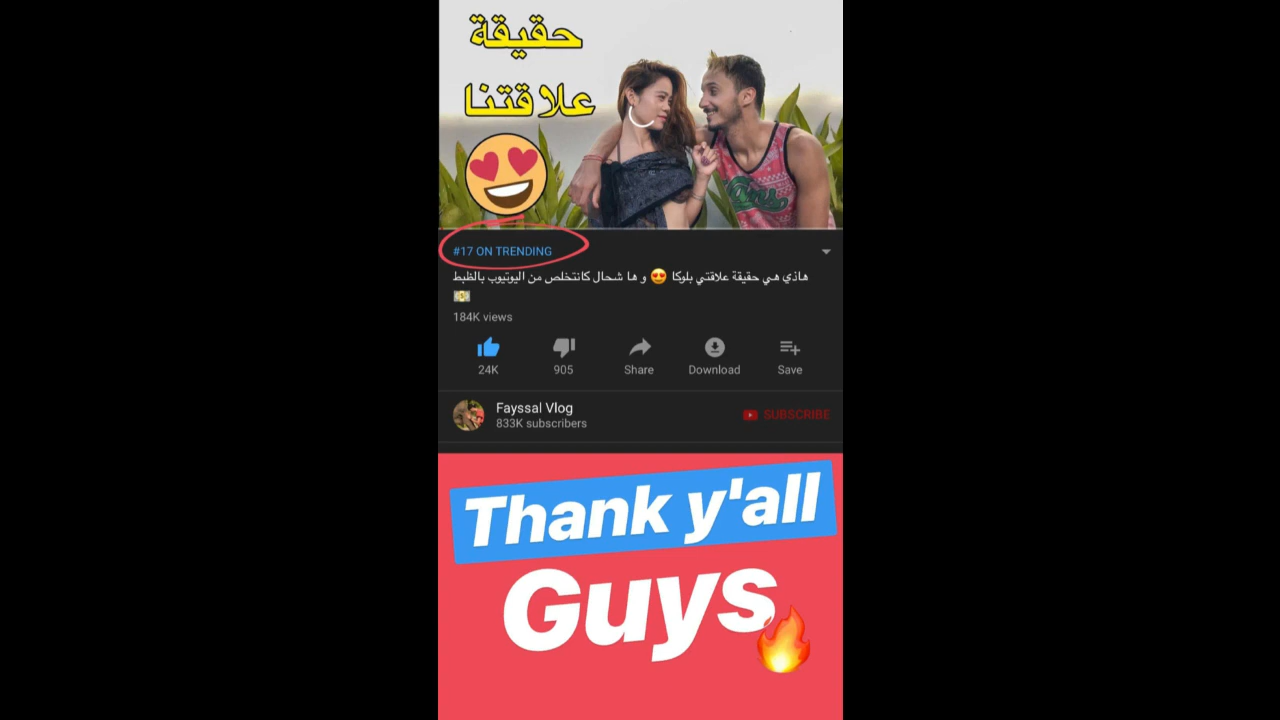 حقيقة
علاقتنا
#17 ON TRENDING
هاذي هي حقيقة علاقتي بلوكا 😍 و ها شحال كانتخلص من اليوتيوب بالظبط
💵
184K views
24K
905
Share
Download
Save
Fayssal Vlog
833K subscribers
SUBSCRIBE
Thank y'all
Guys